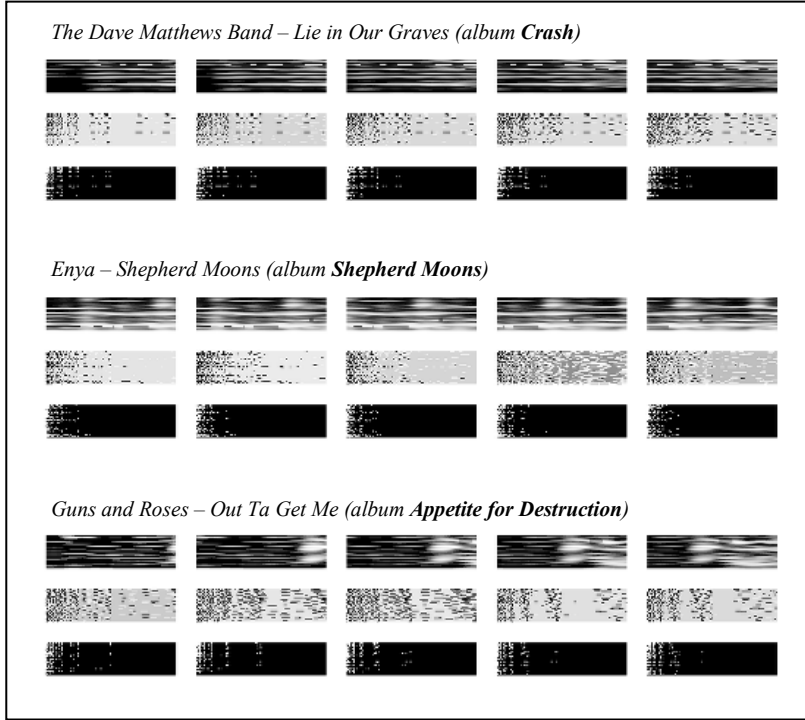 The Dave Matthews Band – Lie in Our Graves (album Crash)
Enya – Shepherd Moons (album Shepherd Moons)
Guns and Roses – Out Ta Get Me (album Appetite for Destruction)